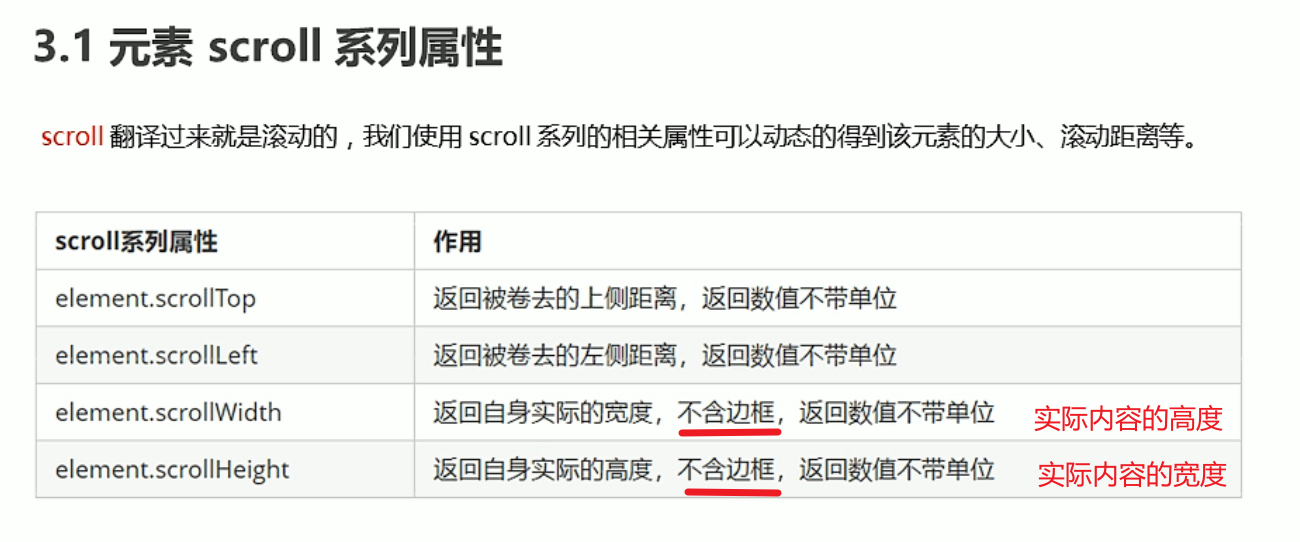 3.1 元素 scroll 系列属性
scroll 翻译过来就是滚动的，我们使用 scroll 系列的相关属性可以动态的得到该元素的大小、滚动距离等。
scroll系列属性 作用
element.scrollTop 返回被卷去的上侧距离，返回数值不带单位
element.scrollLeft 返回被卷去的左侧距离，返回数值不带单位
element.scrollWidth 返回自身实际的宽度，不含边框，返回数值不带单位 实际内容的高度
element.scrollHeight 返回自身实际的高度，不含边框，返回数值不带单位 实际内容的宽度